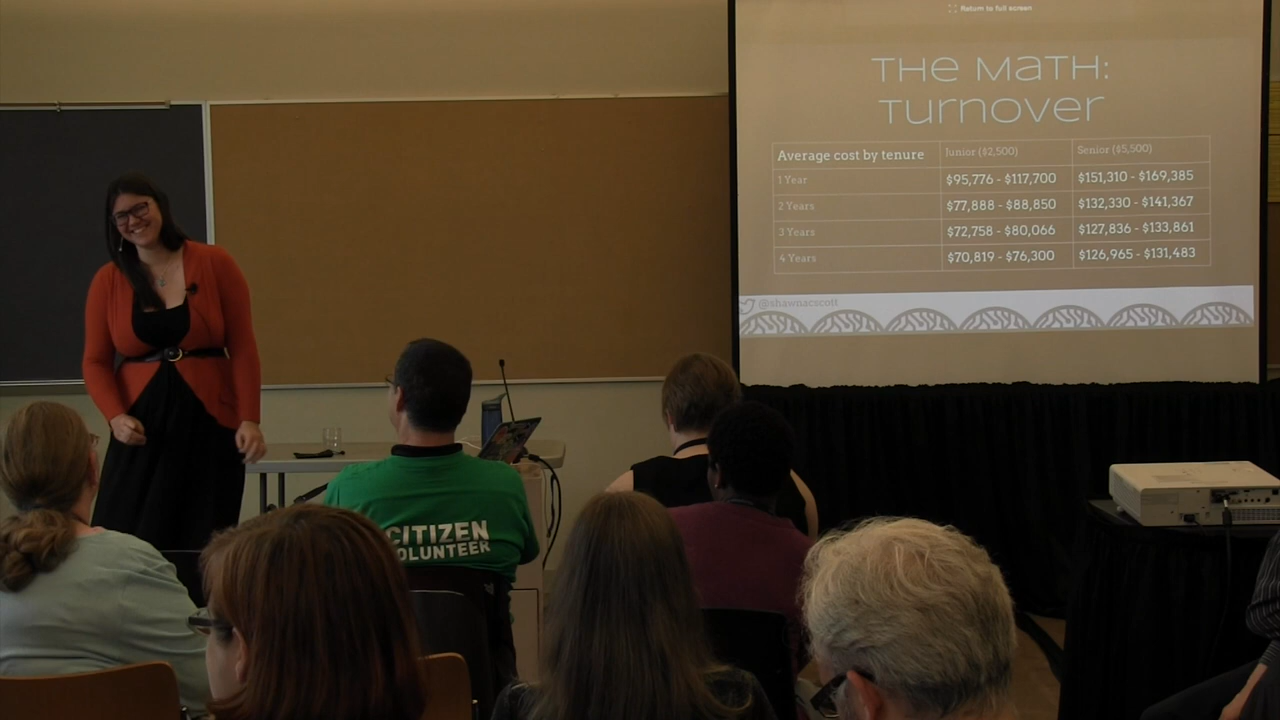 Return to full screen
THE MATH:
TURNOVER
Average cost by tenure Junior ($2,500) Senior ($5,500)
1 Year $95,776 - $117,700 $151,310 - $169,385
2 Years $77,888 - $88,850 $132,330 - $141,367
3 Years $72,758 - $80,066 $127,836 - $133,861
4 Years $70,819 - $76,300 $126,965 - $131,483
@shawnacscott
CITIZEN
OLUNTEER